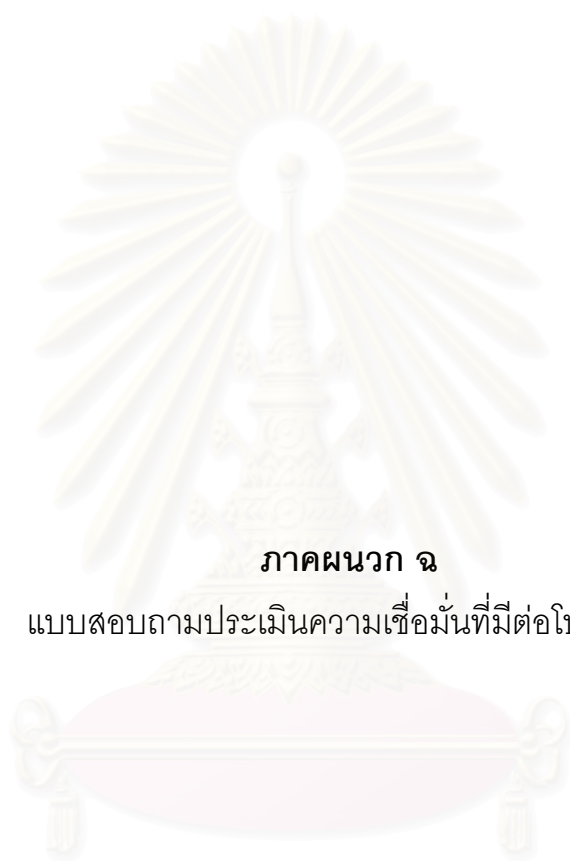 ภาคผนวก ฉ
แบบสอบถามประเมินความเชื่อมั่นที่มีต่อ